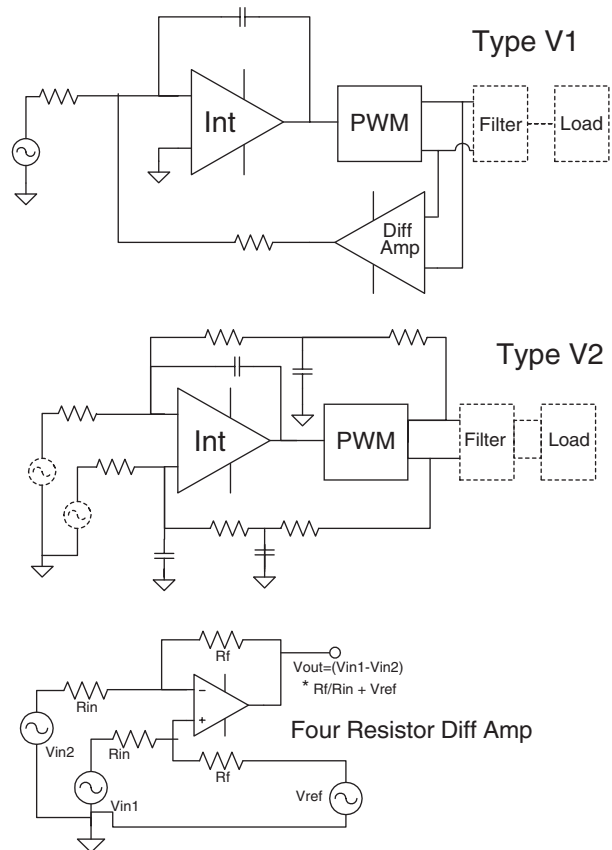 Type V1
Int
PWM
Filter
Load
Diff
Amp
Type V2
Int
PWM
Filter
Load
Rf
Vout=(Vin1-Vin2)
* Rf/Rin + Vref
Rin
−
+
Four Resistor Diff Amp
Vin2
Rin
Rf
Vin1
Vref